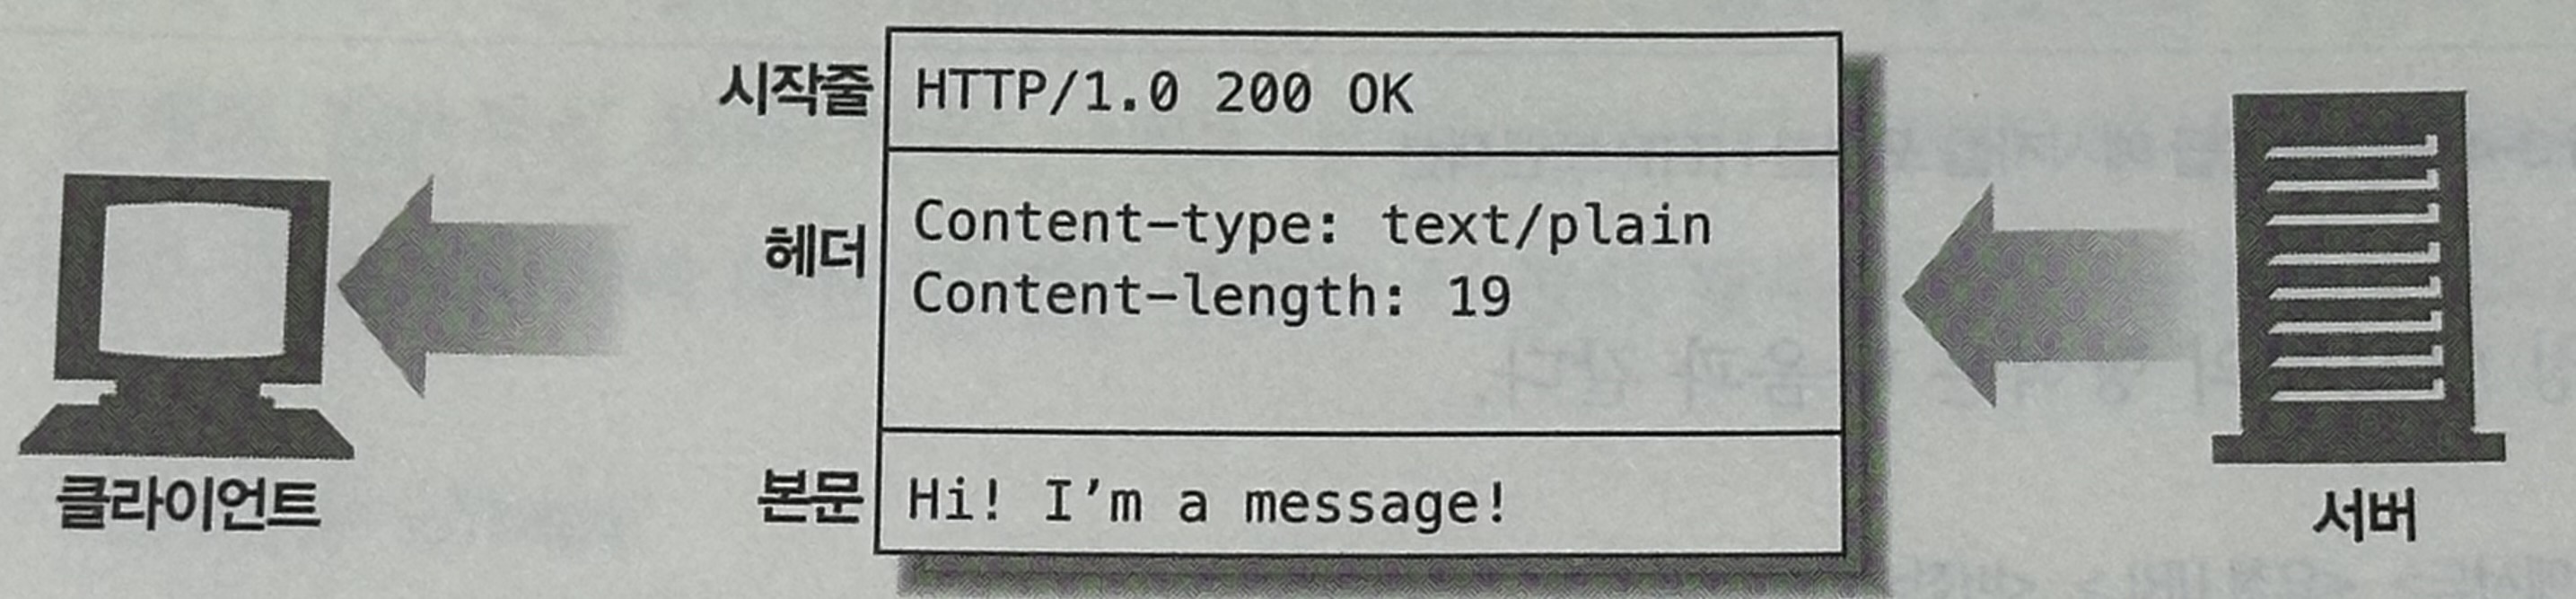 시작줄
HTTP/1.0 200 OK
헤더
Content-type: text/plain
Content-length: 19
본문
Hi! I'm a message!
클라이언트
서버